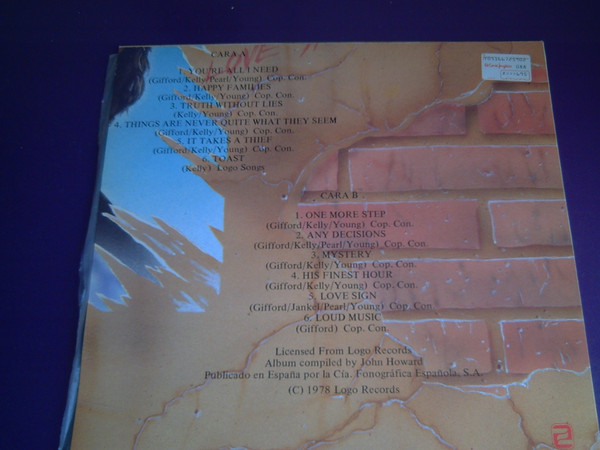 CARA A
1. YOU'RE ALL I NEED
(Gifford/Kelly/Pearl/Young) Cop. Con.
2. HAPPY FAMILIES
(Gifford/Kelly/Young) Cop. Con.
3. TRUTH WITHOUT LIES
(Kelly/Young) Cop. Con.
4. THINGS ARE NEVER QUITE WHAT THEY SEEM
(Gifford/Kelly/Young) Cop. Con.
5. IT TAKES A THIEF
(Gifford/Kelly/Young) Cop. Con.
6. TOAST
(Kelly) Logo Songs
CARA B
1. ONE MORE STEP
(Gifford/Kelly/Young) Cop. Con.
2. ANY DECISIONS
(Gifford/Kelly/Pearl/Young) Cop. Con.
3. MYSTERY
(Gifford/Kelly/Young) Cop. Con.
4. HIS FINEST HOUR
(Gifford/Kelly/Young) Cop. Con.
5. LOVE SIGN
(Gifford/Jankel/Pearl/Young) Cop. Con.
6. LOUD MUSIC
(Gifford) Cop. Con.
Licensed From Logo Records
Album compiled by John Howard
Publicado en España por la Cía. Fonográfica Española, S.A.
(C) 1978 Logo Records